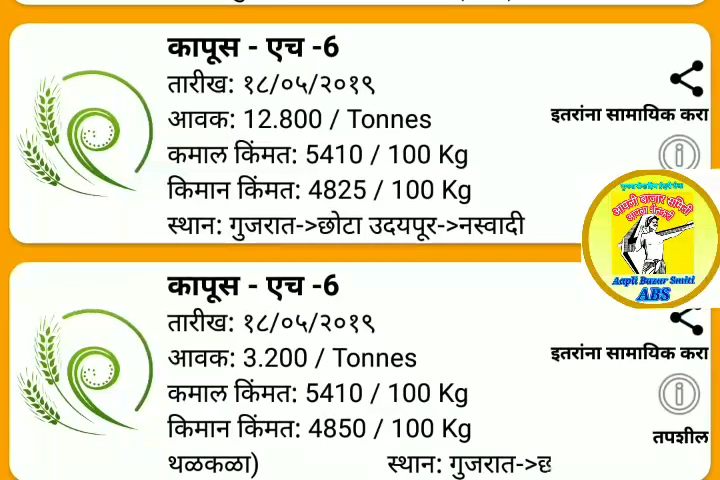 कापूस - एच -6
तारीख: १८/०५/२०१९
आवक: 12.800 / Tonnes
कमाल किंमत: 5410 / 100 Kg
किमान किंमत: 4825 / 100 Kg
स्थान: गुजरात->छोटा उदयपूर->नस्वादी
इतरांना सामायिक करा
आपली बाजार समिती
Aapli Bazar Smiti
ABS
कापूस - एच -6
तारीख: १८/०५/२०१९
आवक: 3.200 / Tonnes
कमाल किंमत: 5410 / 100 Kg
किमान किंमत: 4850 / 100 Kg
थळकळा) स्थान: गुजरात->छ
इतरांना सामायिक करा
तपशील